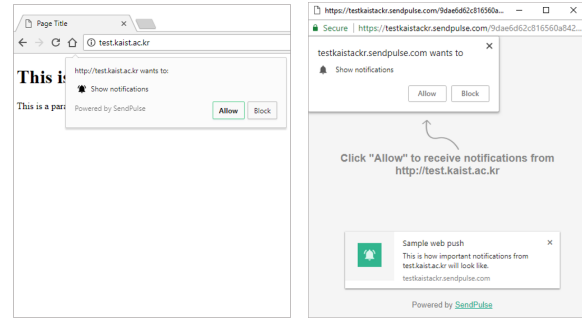 Page Title
test.kaist.ac.kr
This is
This is a para
http://test.kaist.ac.kr wants to:
Show notifications
Powered by SendPulse
Allow
Block
https://testkaistackr.sendpulse.com/9dae6d62c816560a...
Secure | https://testkaistackr.sendpulse.com/9dae6d62c816560a842...
testkaistackr.sendpulse.com wants to
Show notifications
Allow
Block
Click "Allow" to receive notifications from
http://test.kaist.ac.kr
Sample web push
This is how important notifications from
test.kaist.ac.kr will look like.
testkaistackr.sendpulse.com
Powered by SendPulse